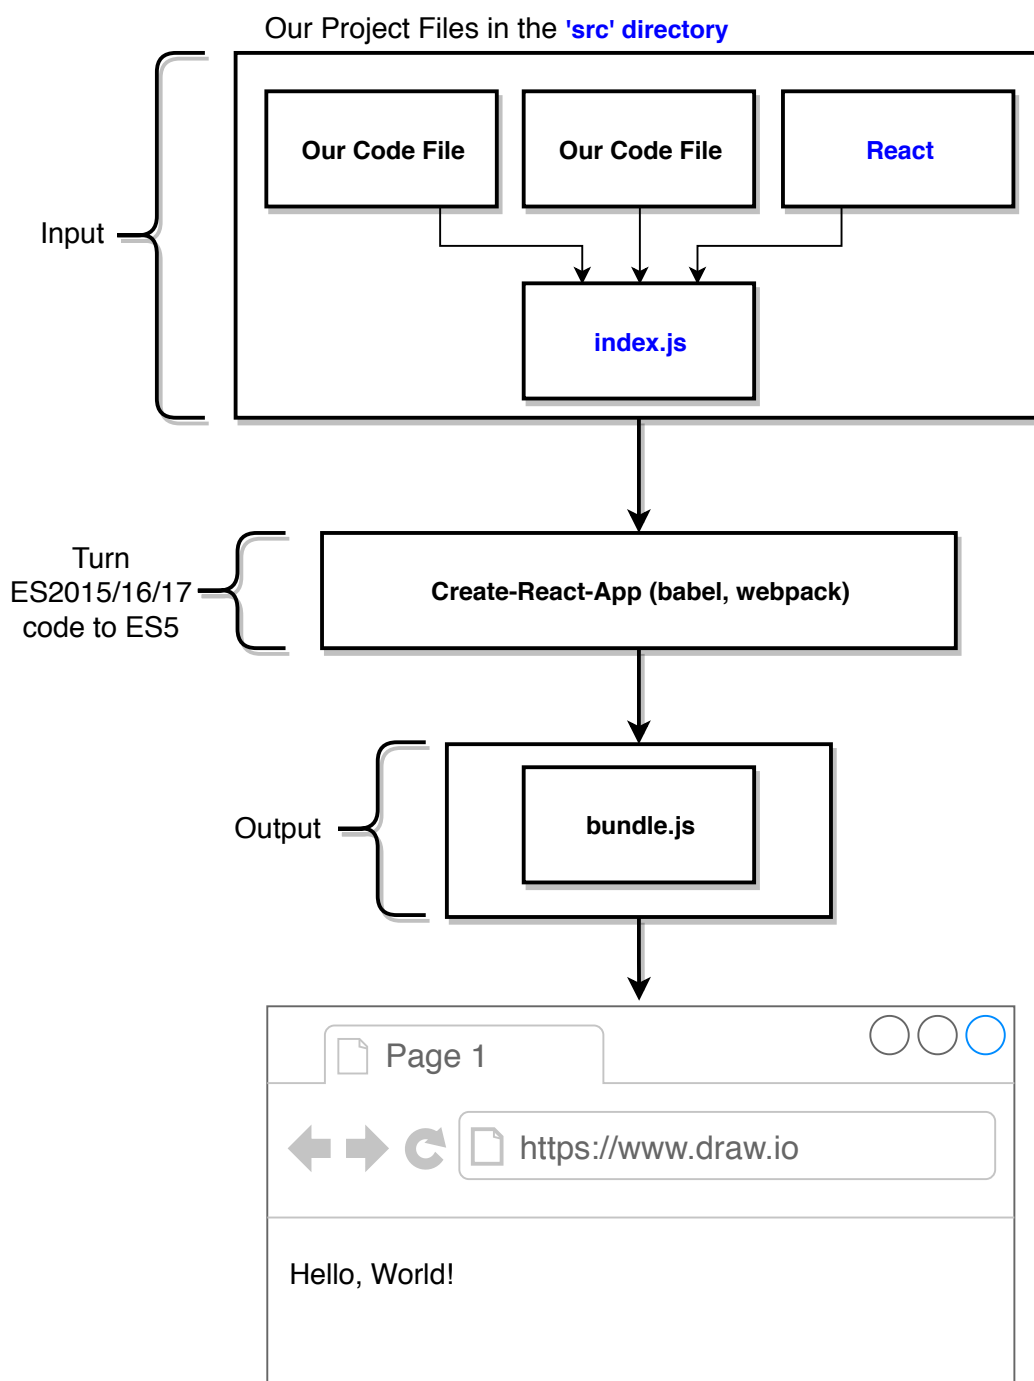 Our Project Files in the 'src' directory
Our Code File
Our Code File
React
Input
index.js
Turn
ES2015/16/17
code to ES5
Create-React-App (babel, webpack)
Output
bundle.js
Page 1
https://www.draw.io
Hello, World!